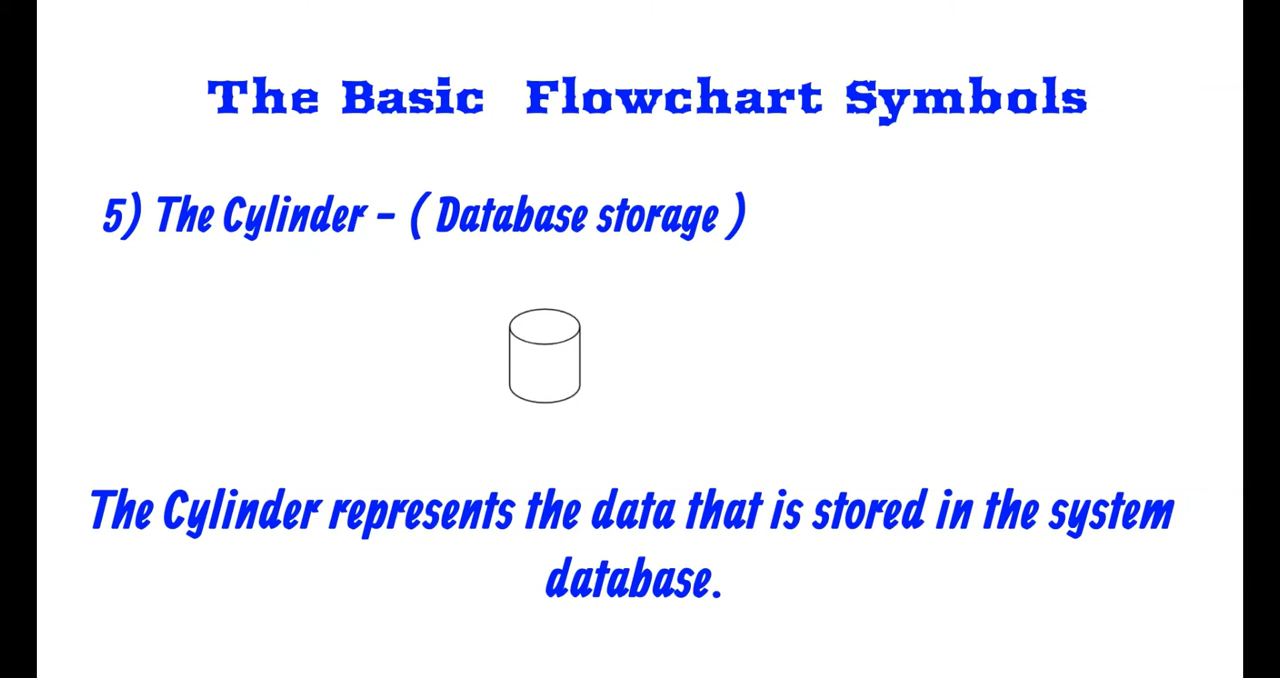 The Basic Flowchart Symbols
5) The Cylinder - ( Database storage )
The Cylinder represents the data that is stored in the system
database.